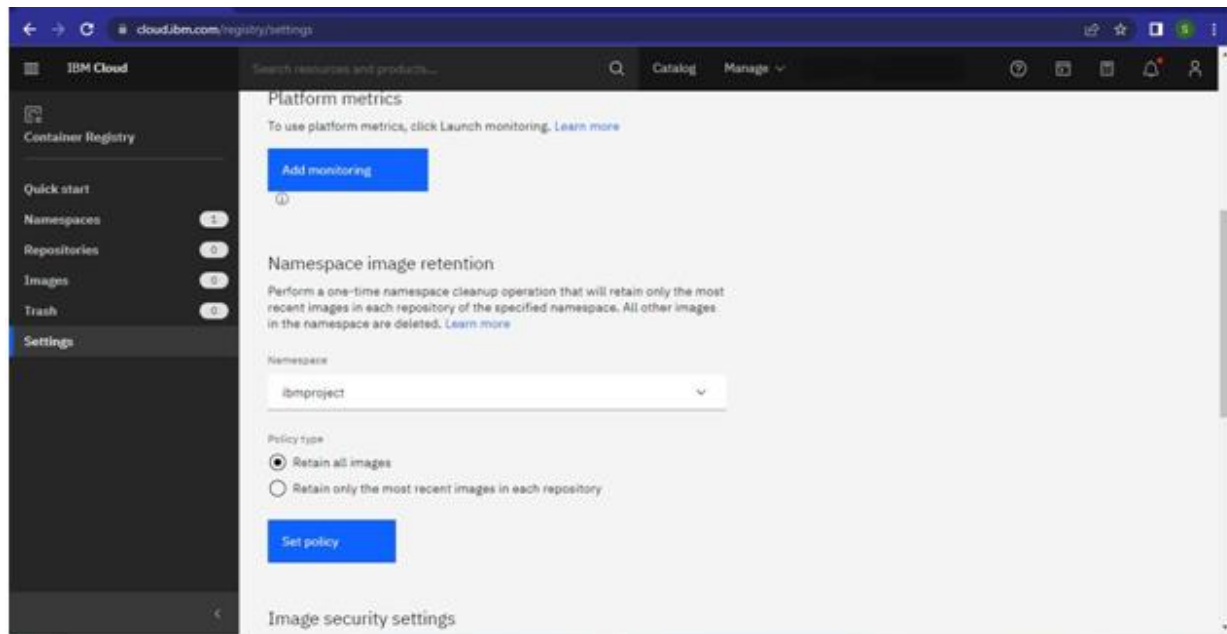 cloud.ibm.com/registry/settings
IBM Cloud
Search resources and products...
Catalog
Manage
Container Registry
Quick start
Namespaces 1
Repositories 0
Images 0
Trash 0
Settings
Platform metrics
To use platform metrics, click Launch monitoring. Learn more
Add monitoring
Namespace image retention
Perform a one-time namespace cleanup operation that will retain only the most
recent images in each repository of the specified namespace. All other images
in the namespace are deleted. Learn more
Namespace
ibmproject
Policy type
Retain all images
Retain only the most recent images in each repository
Set policy
Image security settings